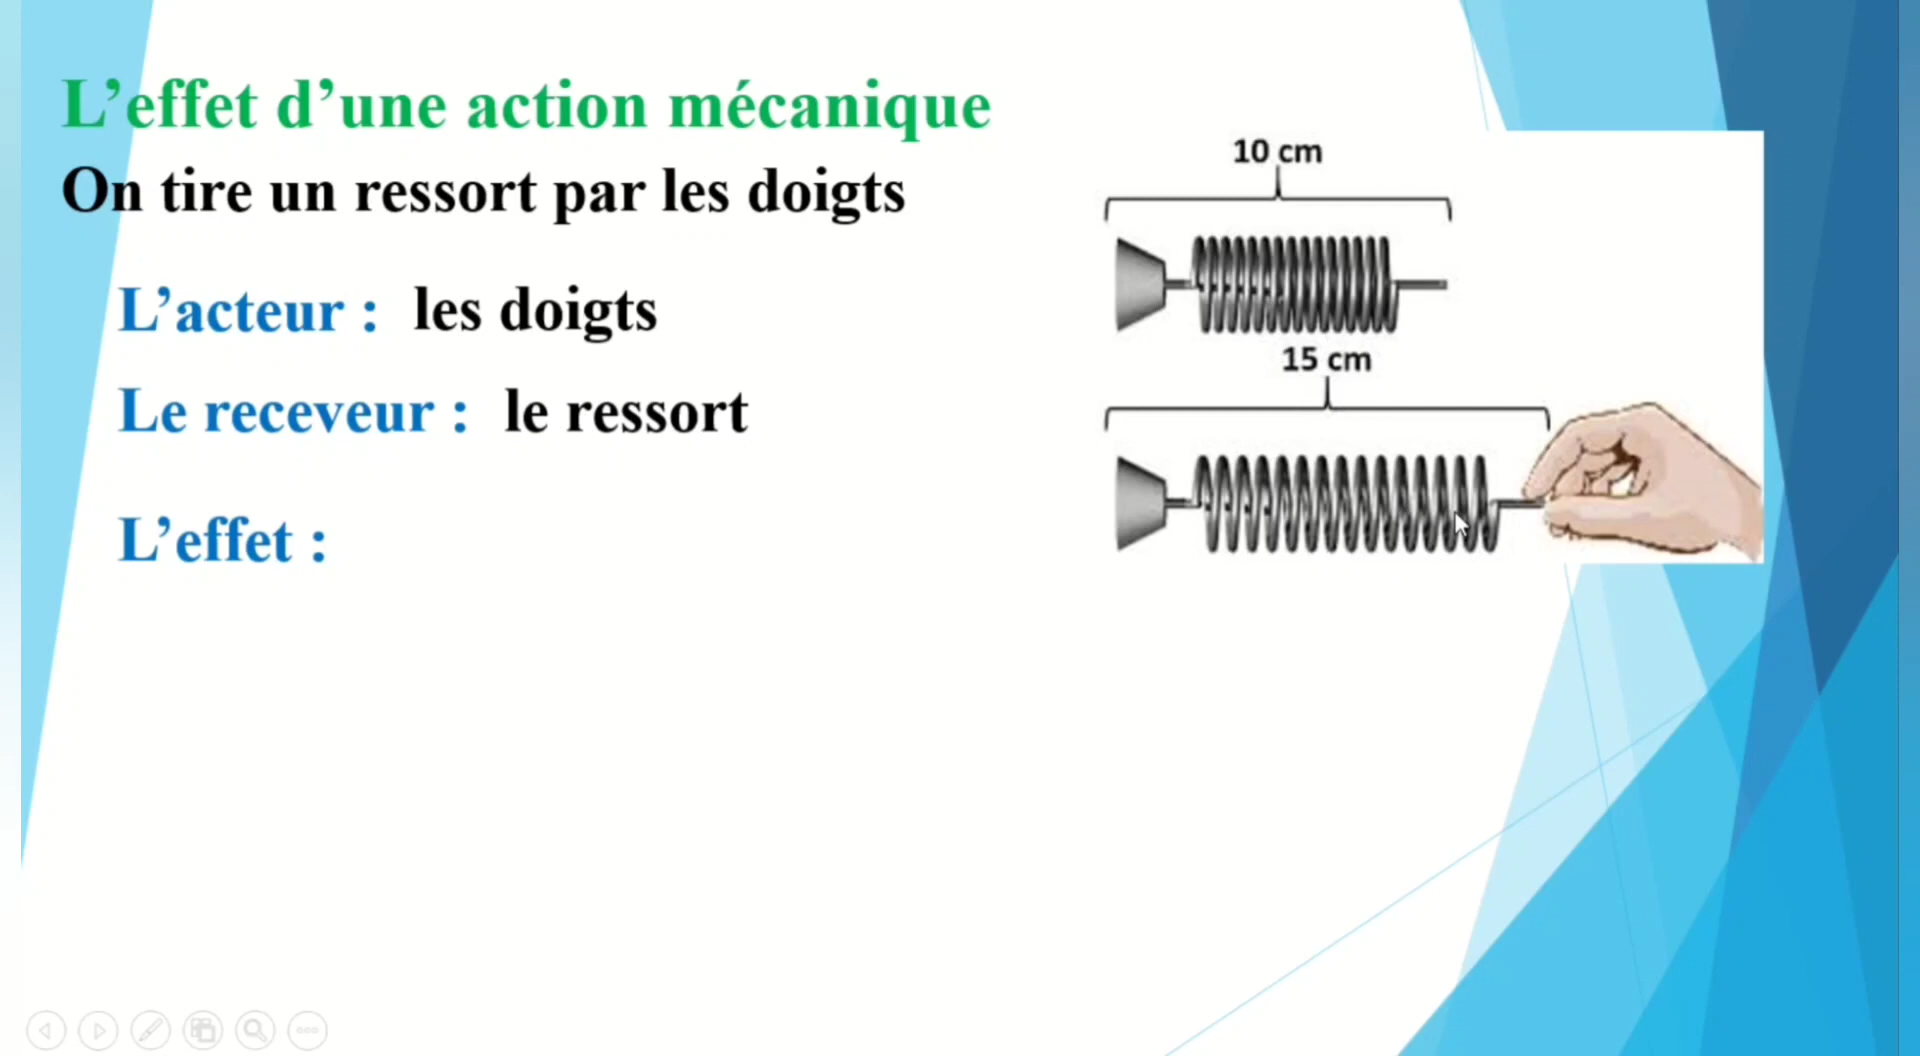 L’effet d’une action mécanique
On tire un ressort par les doigts
L’acteur : les doigts
Le receveur : le ressort
L’effet :
10 cm
15 cm